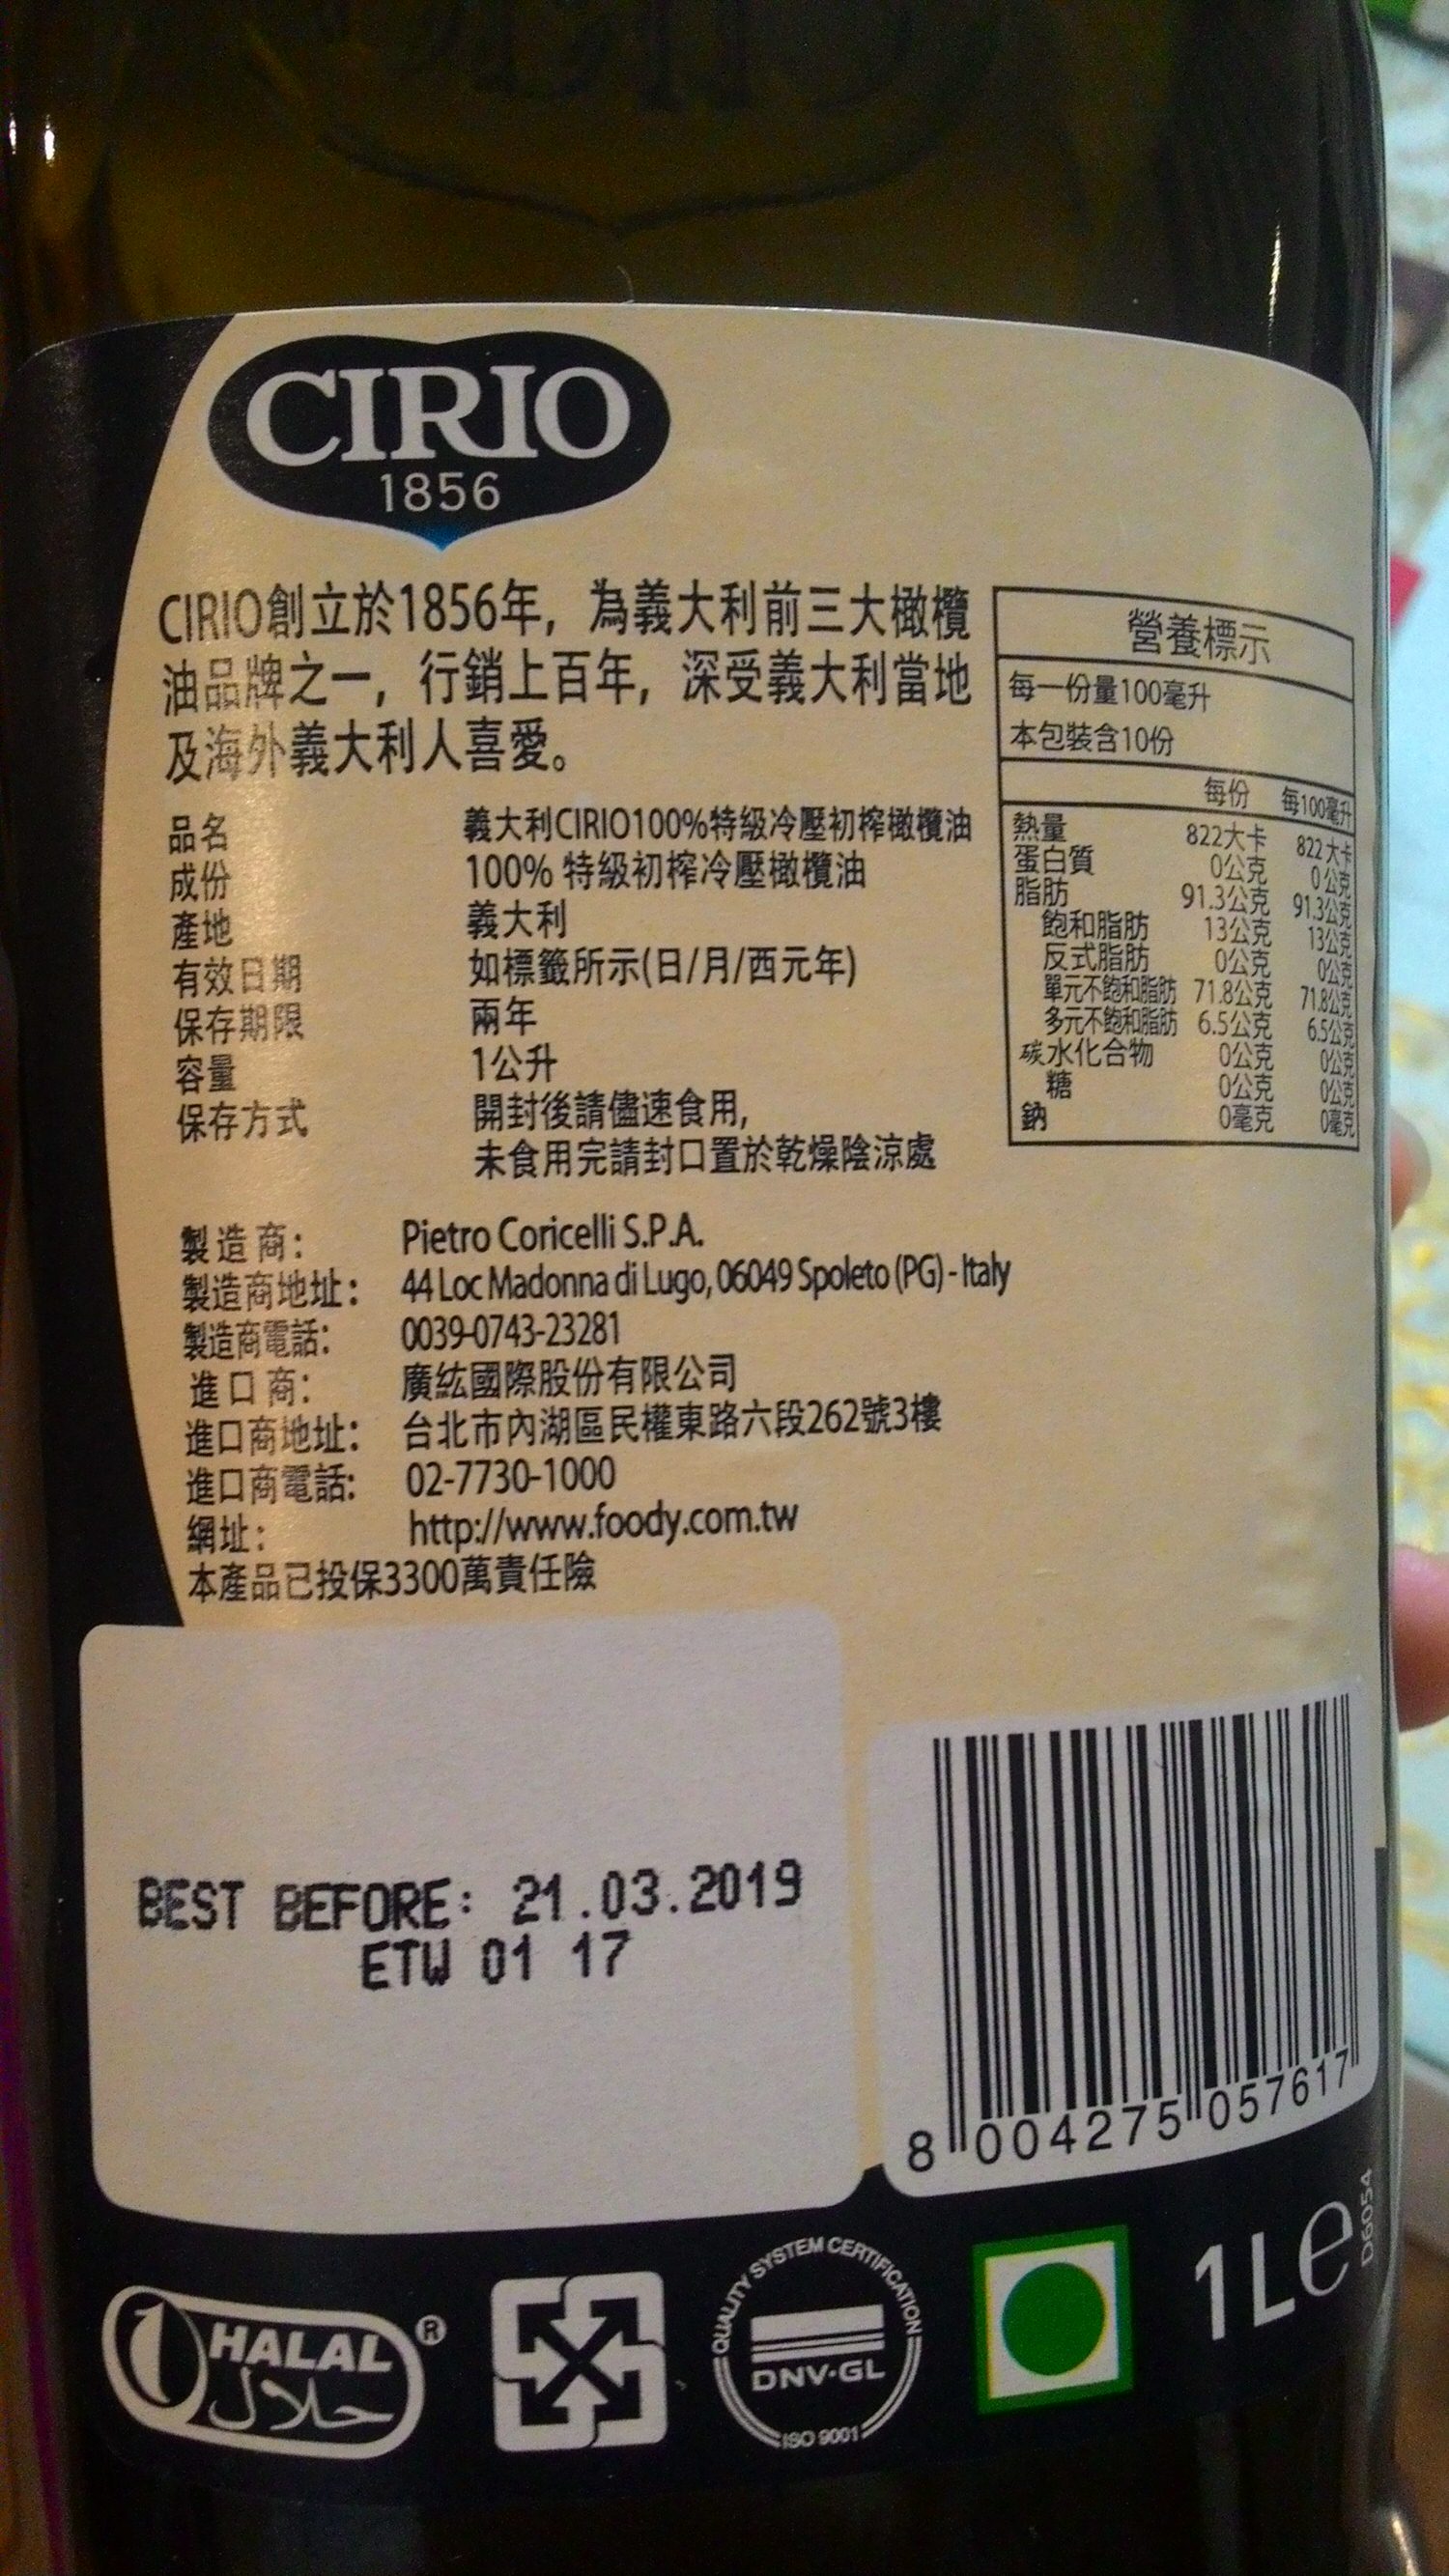 CIRIO
1856
CIRIO創立於1856年，為義大利前三大橄欖
油品牌之一，行銷上百年，深受義大利當地
及海外義大利人喜愛。
品名 義大利CIRIO100%特級冷壓初榨橄欖油
成份 100% 特級初榨冷壓橄欖油
產地 義大利
有效日期 如標籤所示(日/月/西元年)
保存期限 兩年
容量 1公升
保存方式 開封後請儘速食用，
未食用完請封口置於乾燥陰涼處
營養標示
每一份量100毫升
本包裝含10份
每份 每100毫升
熱量 822大卡 822大卡
蛋白質 0公克 0公克
脂肪 91.3公克 91.3公克
飽和脂肪 13公克 13公克
反式脂肪 0公克 0公克
單元不飽和脂肪 71.8公克 71.8公克
多元不飽和脂肪 6.5公克 6.5公克
碳水化合物 0公克 0公克
糖 0公克 0公克
鈉 0毫克 0毫克
製造商： Pietro Coricelli S.P.A.
製造商地址： 44 Loc Madonna di Lugo, 06049 Spoleto (PG) - Italy
製造商電話： 0039-0743-23281
進口商： 廣紘國際股份有限公司
進口商地址： 台北市內湖區民權東路六段262號3樓
進口商電話： 02-7730-1000
網址： http://www.foody.com.tw
本產品已投保3300萬責任險
BEST BEFORE: 21.03.2019
ETW 01 17
8 004275 057617
HALAL ®
حلال
QUALITY SYSTEM CERTIFICATION
DNV·GL
ISO 9001
1Le
D6054